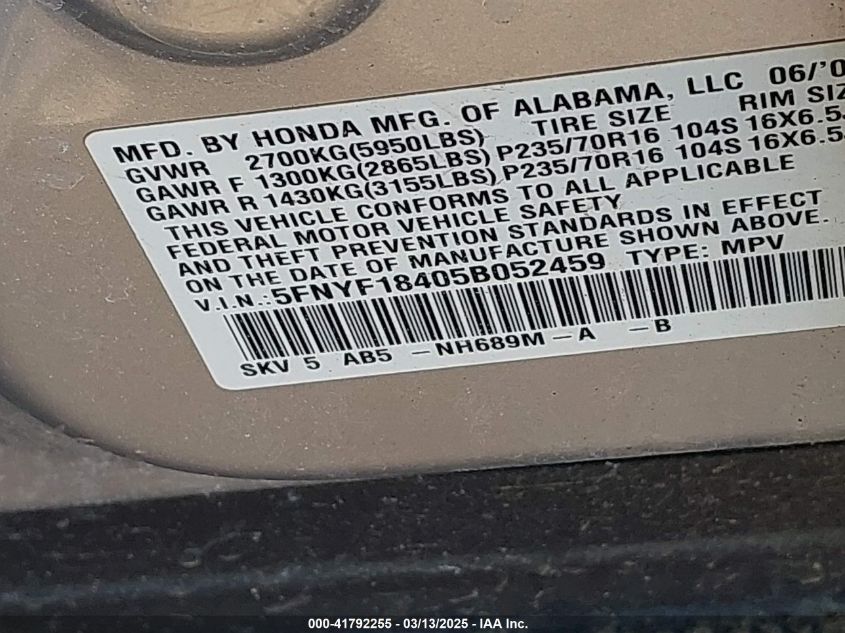 MFD. BY HONDA MFG. OF ALABAMA, LLC 06/'0
GVWR 2700KG(5950LBS) TIRE SIZE RIM SIZ
GAWR F 1300KG(2865LBS) P235/70R16 104S 16X6.5J
GAWR R 1430KG(3155LBS) P235/70R16 104S 16X6.5
THIS VEHICLE CONFORMS TO ALL APPLICABLE
FEDERAL MOTOR VEHICLE SAFETY
AND THEFT PREVENTION STANDARDS IN EFFECT
ON THE DATE OF MANUFACTURE SHOWN ABOVE.
V.I.N.:5FNYF18405B052459 TYPE: MPV
SKV 5 AB5 -NH689M-A -B
000-41792255 - 03/13/2025 - IAA Inc.